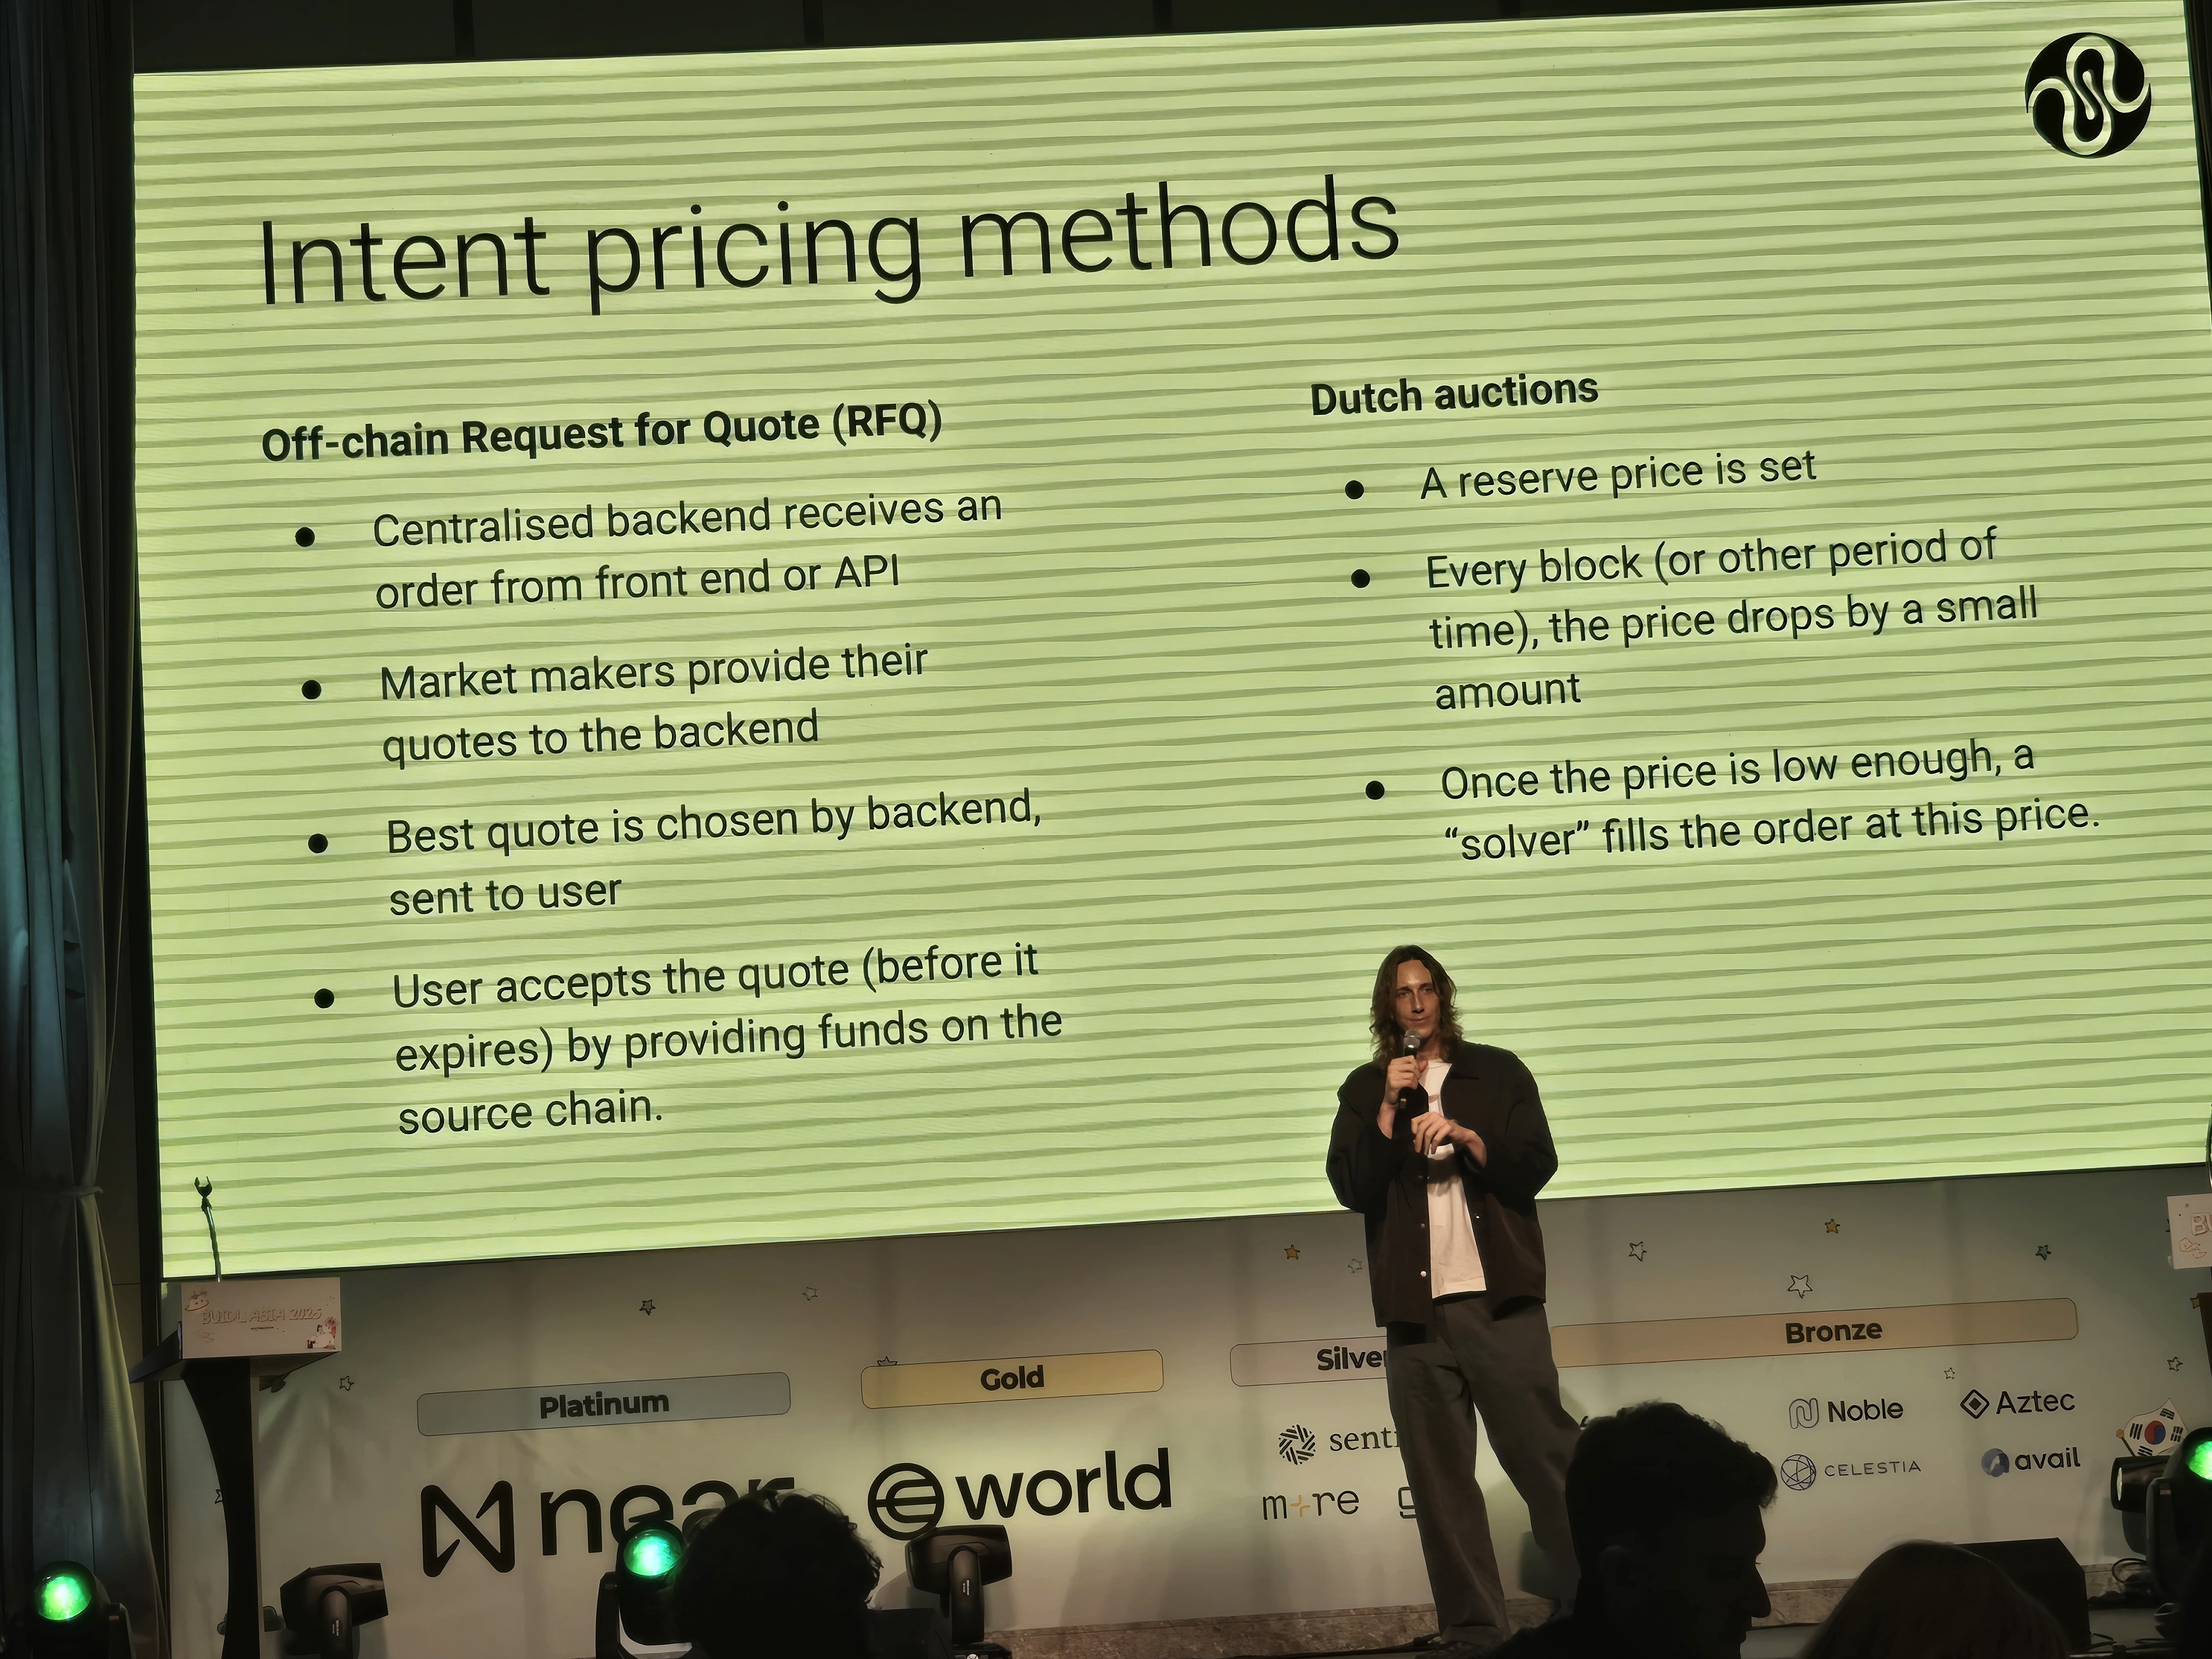 Intent pricing methods
Off-chain Request for Quote (RFQ)
Centralised backend receives an
order from front end or API
Market makers provide their
quotes to the backend
Best quote is chosen by backend,
sent to user
User accepts the quote (before it
expires) by providing funds on the
source chain.
Dutch auctions
A reserve price is set
Every block (or other period of
time), the price drops by a small
amount
Once the price is low enough, a
“solver” fills the order at this price.
BUIDL ASIA 2025
Platinum
near
Gold
world
Silver
senti
m+re
Bronze
Noble
Aztec
CELESTIA
avail